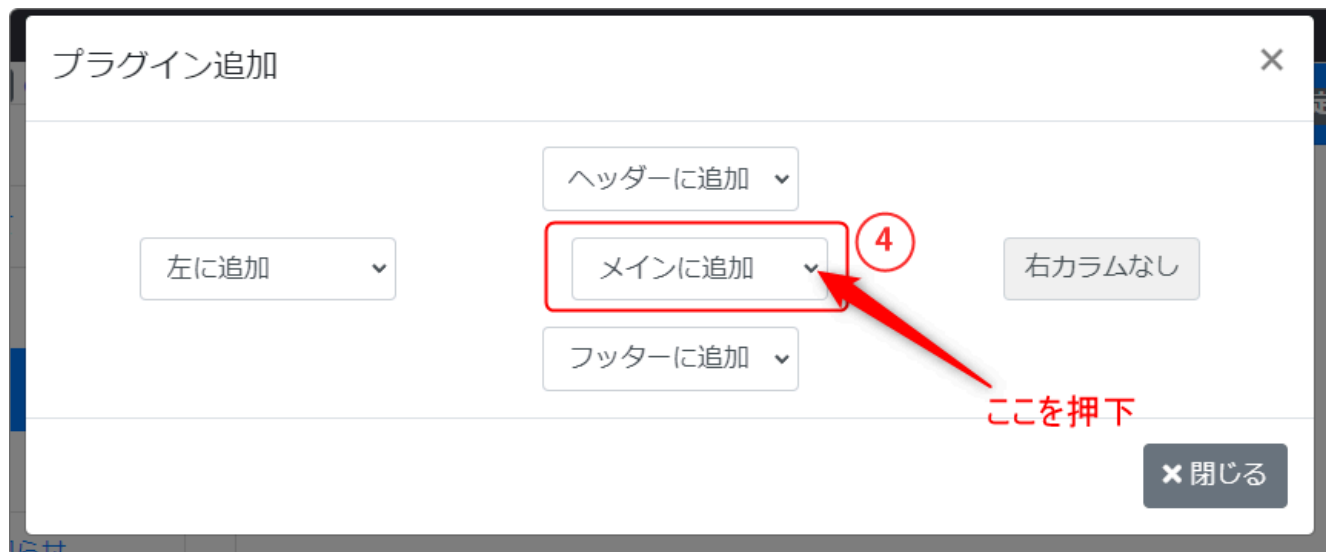 プラグイン追加
×
ヘッダーに追加
左に追加
メインに追加
④
右カラムなし
フッターに追加
ここを押下
×閉じる